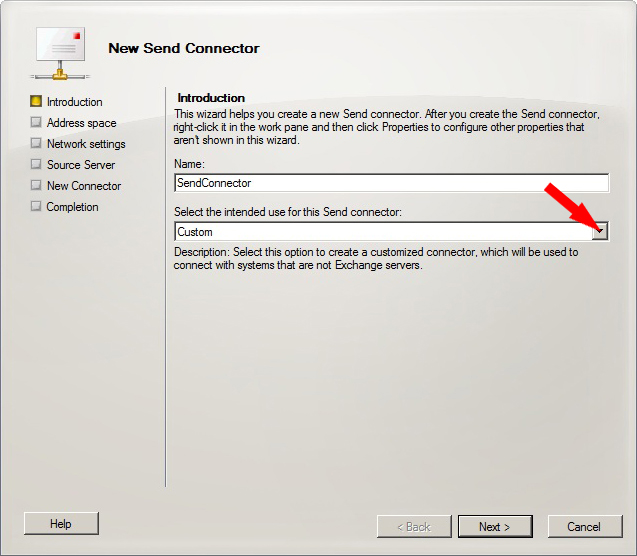 New Send Connector
Introduction
Address space
Network settings
Source Server
New Connector
Completion
Introduction
This wizard helps you create a new Send connector. After you create the Send connector,
right-click it in the work pane and then click Properties to configure other properties that
aren't shown in this wizard.
Name:
SendConnector
Select the intended use for this Send connector:
Custom
Description: Select this option to create a customized connector, which will be used to
connect with systems that are not Exchange servers.
Help
< Back
Next >
Cancel